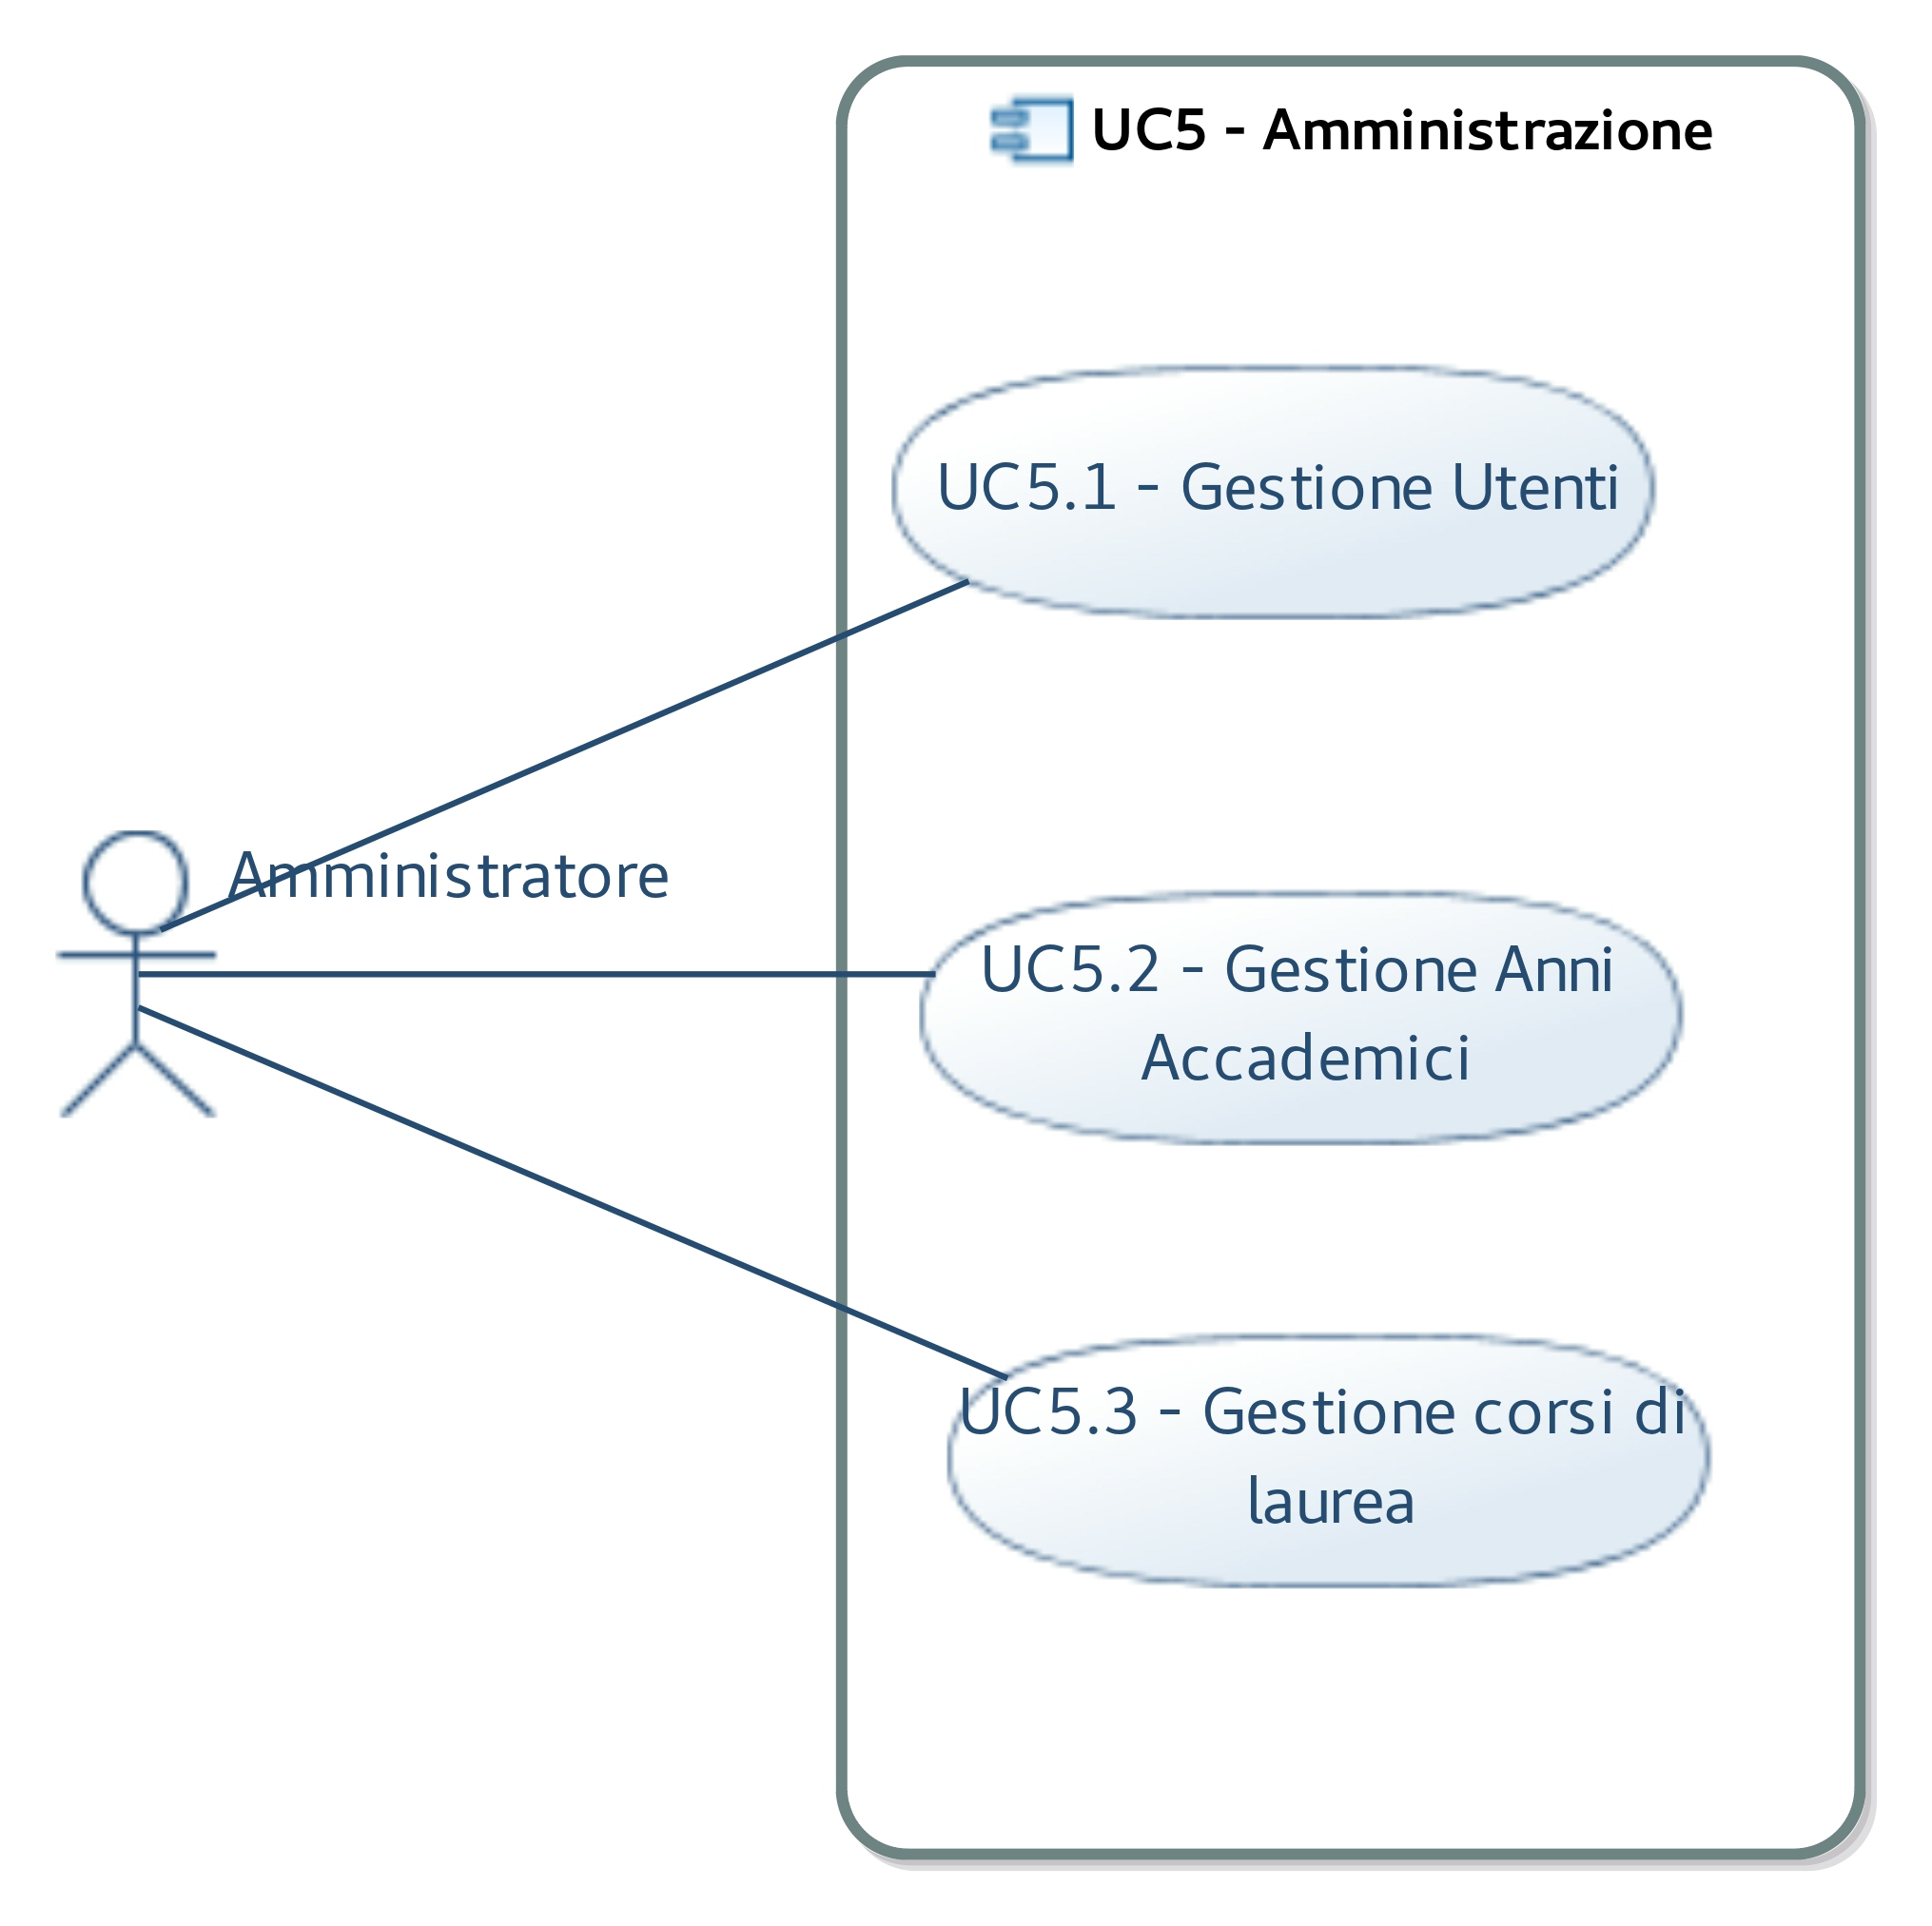 UC5 - Amministrazione
UC5.1 - Gestione Utenti
Amministratore
UC5.2 - Gestione Anni
Accademici
UC5.3 - Gestione corsi di
laurea